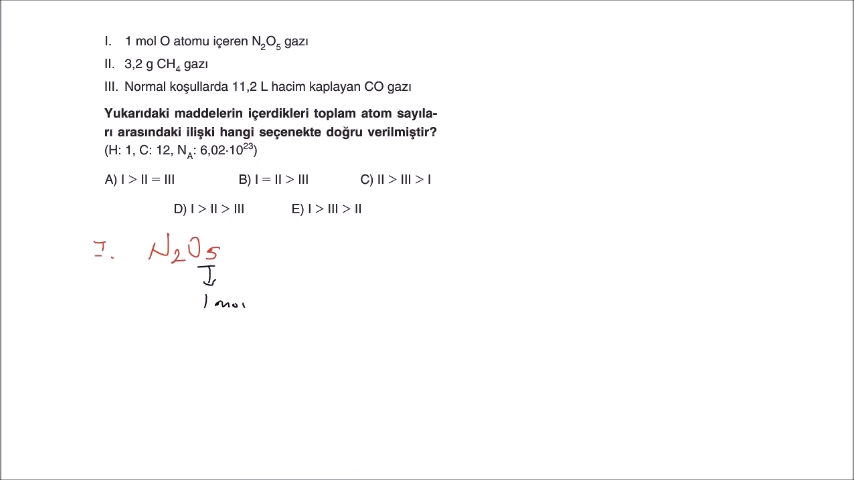 I. 1 mol O atomu içeren N₂O₅ gazı
II. 3,2 g CH₄ gazı
III. Normal koşullarda 11,2 L hacim kaplayan CO gazı
Yukarıdaki maddelerin içerdikleri toplam atom sayıla-
rı arasındaki ilişki hangi seçenekte doğru verilmiştir?
(H: 1, C: 12, N_A: 6,02·10²³)
A) I > II = III B) I = II > III C) II > III > I
D) I > II > III E) I > III > II
I. N₂O₅
1 mol